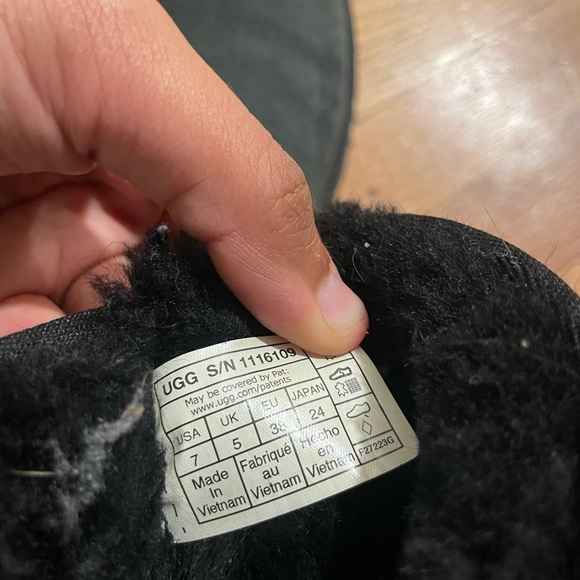 UGG S/N 1116109
May be covered by Pat:
www.ugg.com/patents
USA UK EU JAPAN
7 5 38 24
Made In Vietnam
Fabriqué au Vietnam
Hecho en Vietnam
F27223G